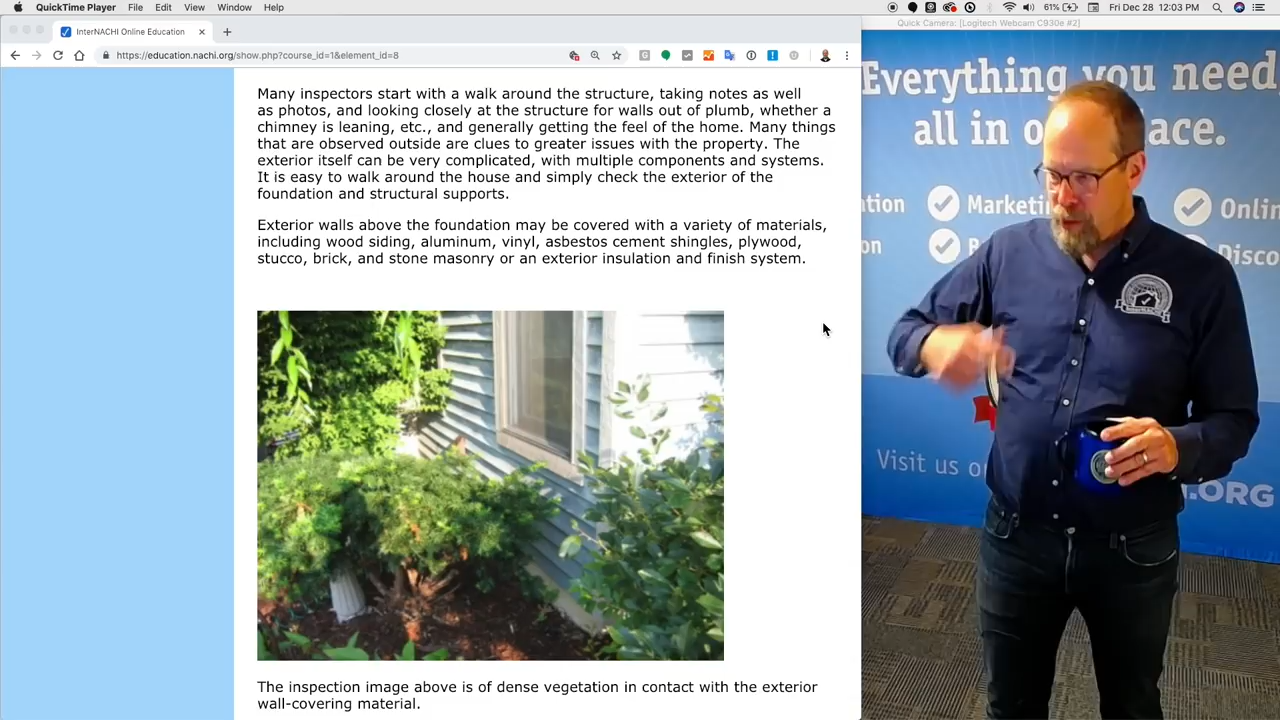 QuickTime Player File Edit View Window 61% Fri Dec 28 12:03 PM
InterNACHI Online Education
Quick Camera: [Logitech Webcam C930e #2]
https://education.nachi.org/show.php?course_id=1&element_id=8
Many inspectors start with a walk around the structure, taking notes as well
as photos, and looking closely at the structure for walls out of plumb, whether a
chimney is leaning, etc., and generally getting the feel of the home. Many things
that are observed outside are clues to greater issues with the property. The
exterior itself can be very complicated, with multiple components and systems.
It is easy to walk around the house and simply check the exterior of the
foundation and structural supports.
Exterior walls above the foundation may be covered with a variety of materials,
including wood siding, aluminum, vinyl, asbestos cement shingles, plywood,
stucco, brick, and stone masonry or an exterior insulation and finish system.
The inspection image above is of dense vegetation in contact with the exterior
wall-covering material.
Everything you need,
all in o ace.
ation Marketi Onlin
on Disco
Visit us o .ORG